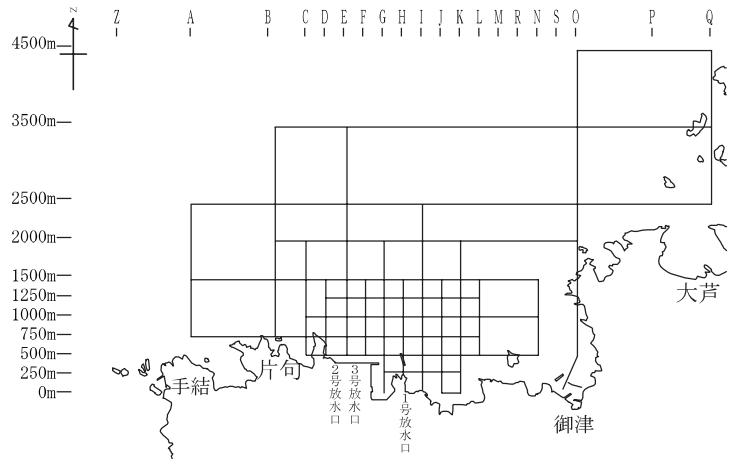 N
Z A B C D E F G H I J K L M R N S O P Q
4500m
3500m
2500m
2000m
1500m
1250m
1000m
750m
500m
250m
0m
手結
片句
2号放水口
3号放水口
1号放水口
御津
大芦